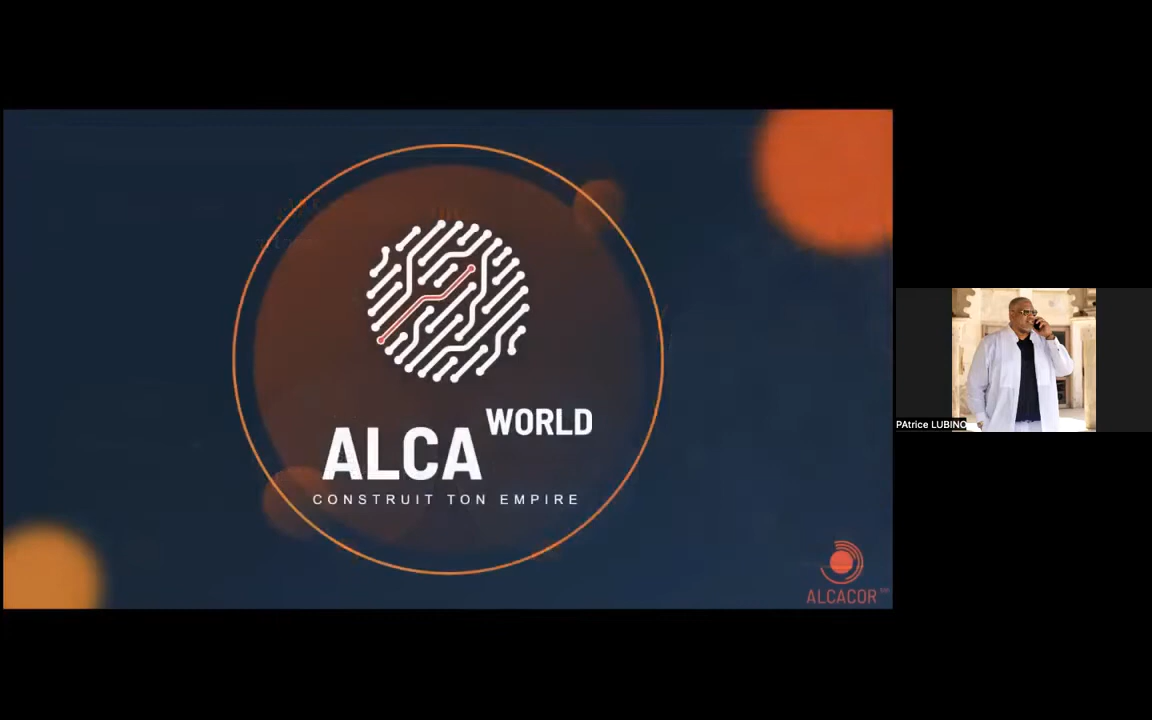 WORLD
ALCA
CONSTRUIT TON EMPIRE
ALCACOR
PAtrice LUBINO